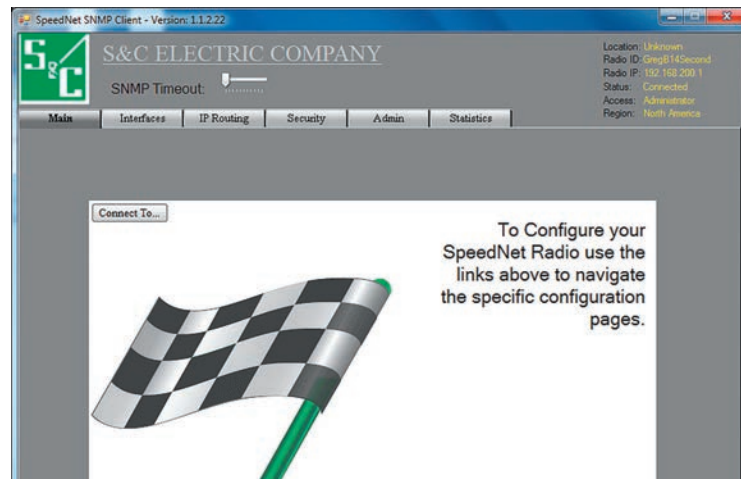 SpeedNet SNMP Client - Version: 1.1.2.22
S&C
S&C ELECTRIC COMPANY
SNMP Timeout:
Location: Unknown
Radio ID: GregB14Second
Radio IP: 192.168.200.1
Status: Connected
Access: Administrator
Region: North America
Main Interfaces IP Routing Security Admin Statistics
Connect To...
To Configure your
SpeedNet Radio use the
links above to navigate
the specific configuration
pages.